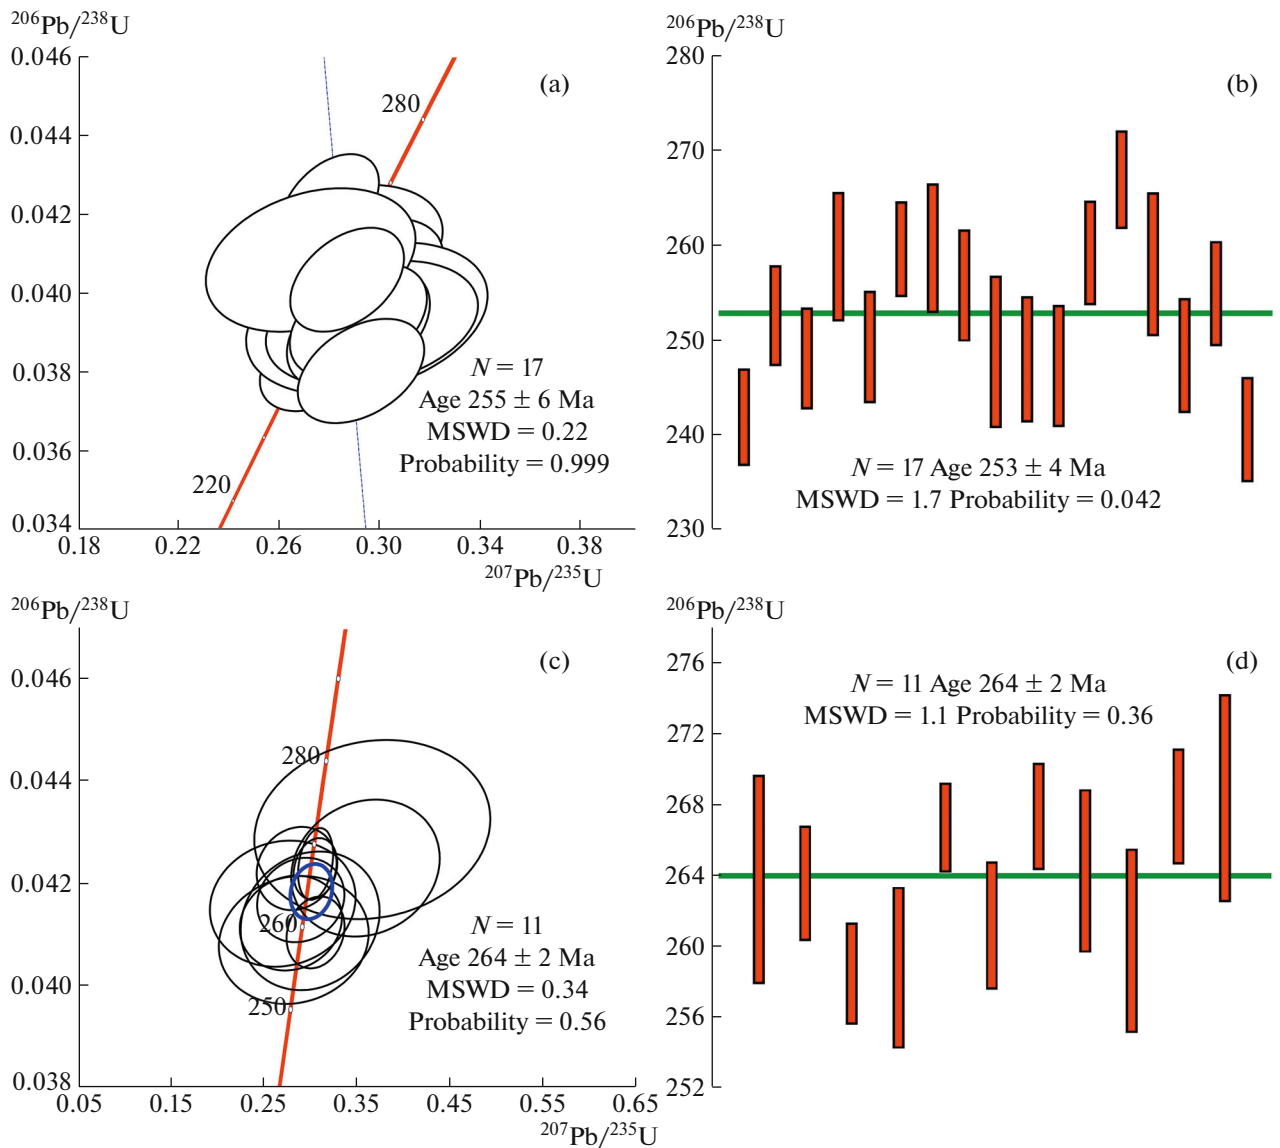 ²⁰⁶Pb/²³⁸U
0.046
0.044
0.042
0.040
0.038
0.036
0.034
0.18 0.22 0.26 0.30 0.34 0.38
²⁰⁷Pb/²³⁵U
(a)
280
220
N = 17
Age 255 ± 6 Ma
MSWD = 0.22
Probability = 0.999
²⁰⁶Pb/²³⁸U
280
270
260
250
240
230
(b)
N = 17 Age 253 ± 4 Ma
MSWD = 1.7 Probability = 0.042
²⁰⁶Pb/²³⁸U
0.046
0.044
0.042
0.040
0.038
0.05 0.15 0.25 0.35 0.45 0.55 0.65
²⁰⁷Pb/²³⁵U
(c)
280
260
250
N = 11
Age 264 ± 2 Ma
MSWD = 0.34
Probability = 0.56
²⁰⁶Pb/²³⁸U
276
272
268
264
260
256
252
(d)
N = 11 Age 264 ± 2 Ma
MSWD = 1.1 Probability = 0.36